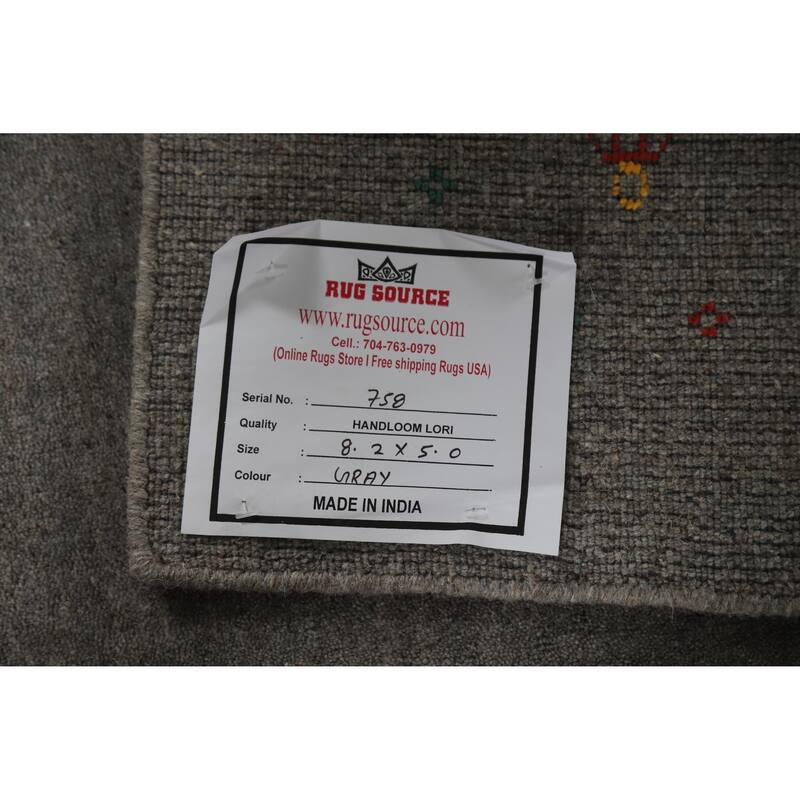 RUG SOURCE
www.rugsource.com
Cell.: 704-763-0979
(Online Rugs Store I Free shipping Rugs USA)
Serial No. : 758
Quality : HANDLOOM LORI
Size : 8.2 X 5.0
Colour : GRAY
MADE IN INDIA